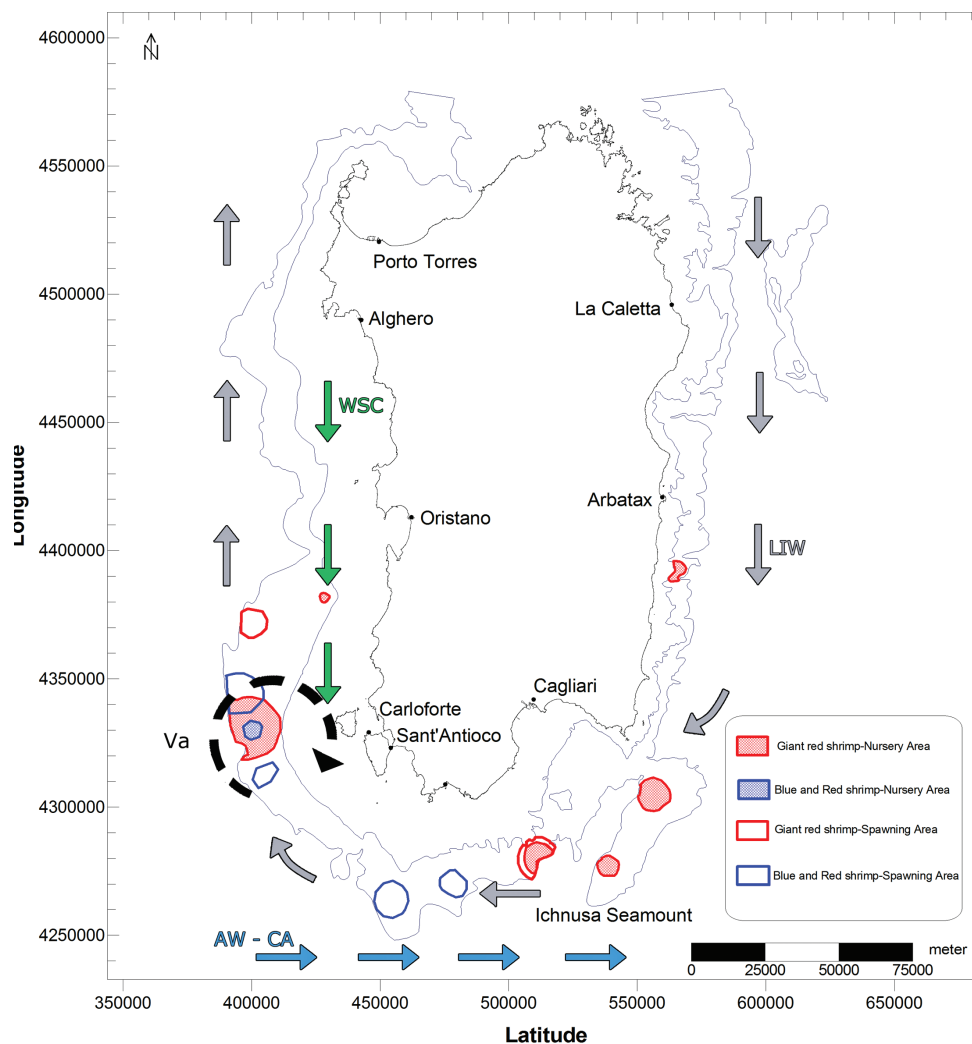 4600000
N
4550000
Porto Torres
4500000
La Caletta
Alghero
4450000
WSC
Longitude
Arbatax
Oristano
4400000
LIW
4350000
Cagliari
Carloforte
Va
Sant'Antioco
4300000
Giant red shrimp-Nursery Area
Blue and Red shrimp-Nursery Area
Giant red shrimp-Spawning Area
Blue and Red shrimp-Spawning Area
Ichnusa Seamount
4250000
AW - CA
meter
0 25000 50000 75000
350000 400000 450000 500000 550000 600000 650000
Latitude